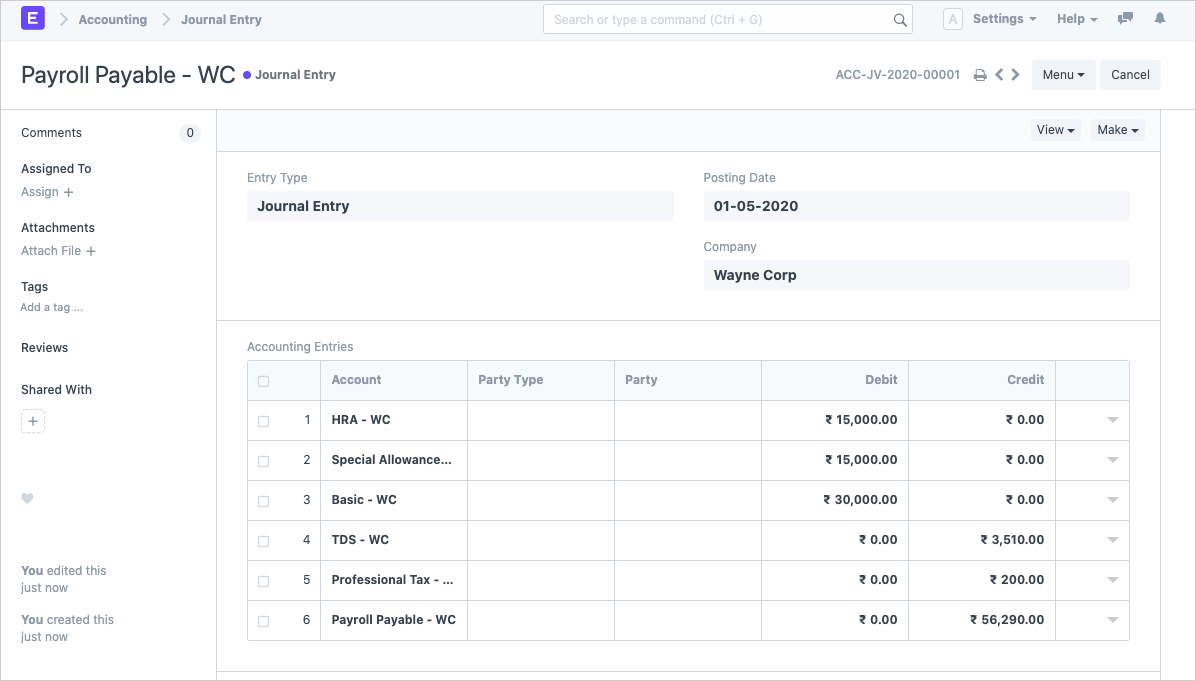 E Accounting Journal Entry Search or type a command (Ctrl + G) A Settings Help
Payroll Payable - WC Journal Entry ACC-JV-2020-00001 Menu Cancel
Comments 0
View Make
Assigned To
Assign +
Attachments
Attach File +
Tags
Add a tag ...
Reviews
Shared With
+
You edited this
just now
You created this
just now
Entry Type
Journal Entry
Posting Date
01-05-2020
Company
Wayne Corp
Accounting Entries
Account Party Type Party Debit Credit
1 HRA - WC ₹ 15,000.00 ₹ 0.00
2 Special Allowance... ₹ 15,000.00 ₹ 0.00
3 Basic - WC ₹ 30,000.00 ₹ 0.00
4 TDS - WC ₹ 0.00 ₹ 3,510.00
5 Professional Tax - ... ₹ 0.00 ₹ 200.00
6 Payroll Payable - WC ₹ 0.00 ₹ 56,290.00